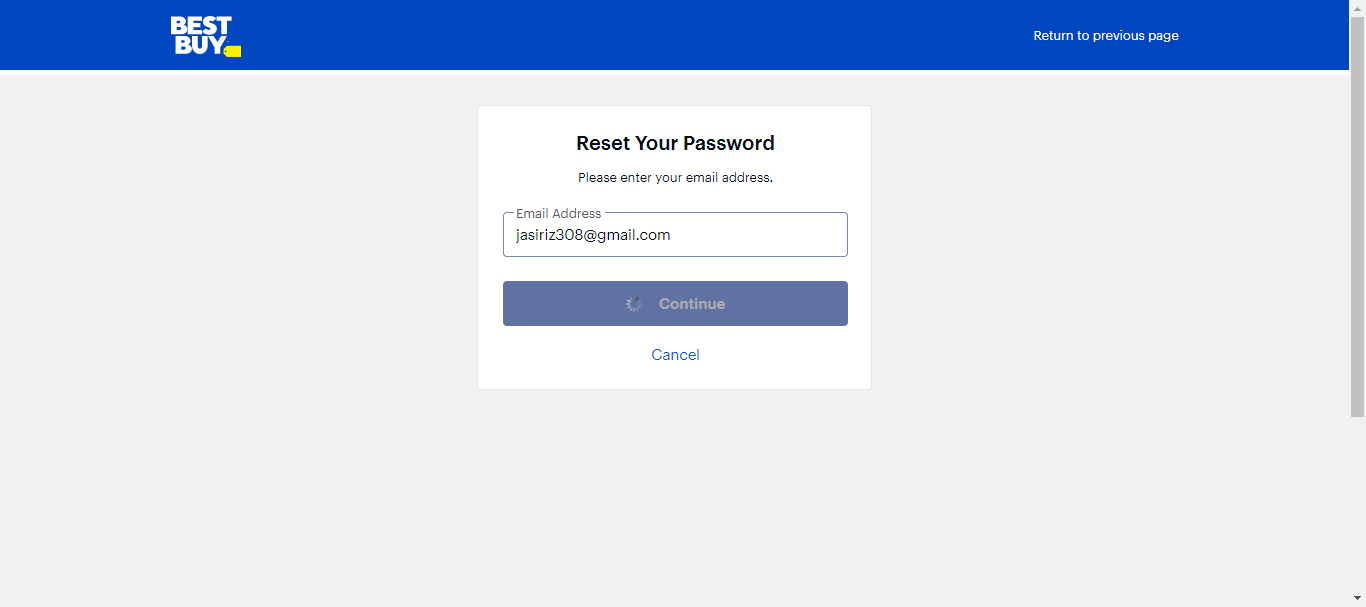 BEST
BUY
Return to previous page
Reset Your Password
Please enter your email address.
Email Address
jasiriz308@gmail.com
Continue
Cancel